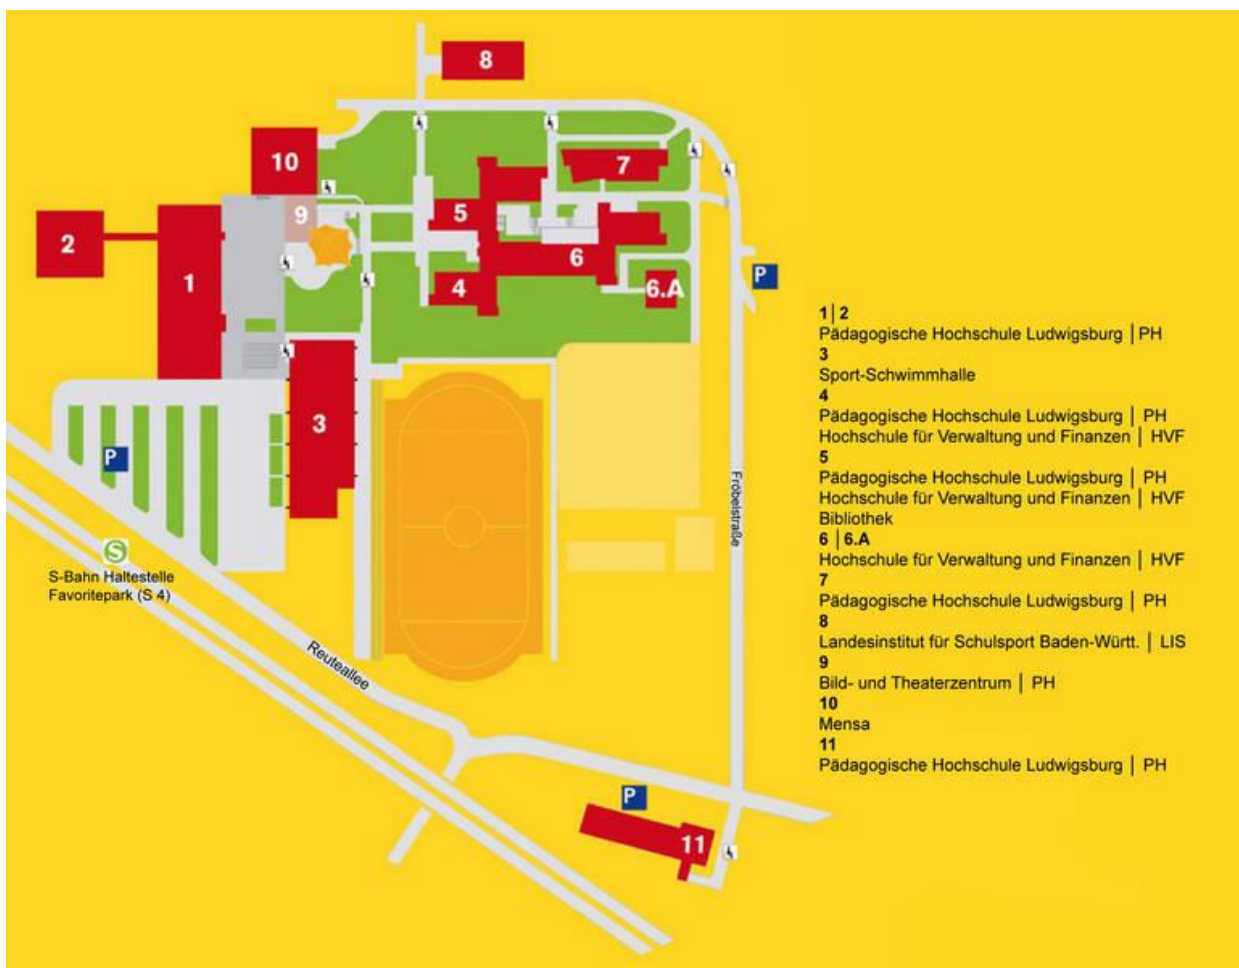 8
10
7
9
5
2
6
1
4
6.A
P
3
P
S
S-Bahn Haltestelle
Favoritepark (S 4)
Reuteallee
Fröbelstraße
P
11
1 | 2
Pädagogische Hochschule Ludwigsburg | PH
3
Sport-Schwimmhalle
4
Pädagogische Hochschule Ludwigsburg | PH
Hochschule für Verwaltung und Finanzen | HVF
5
Pädagogische Hochschule Ludwigsburg | PH
Hochschule für Verwaltung und Finanzen | HVF
Bibliothek
6 | 6.A
Hochschule für Verwaltung und Finanzen | HVF
7
Pädagogische Hochschule Ludwigsburg | PH
8
Landesinstitut für Schulsport Baden-Württ. | LIS
9
Bild- und Theaterzentrum | PH
10
Mensa
11
Pädagogische Hochschule Ludwigsburg | PH